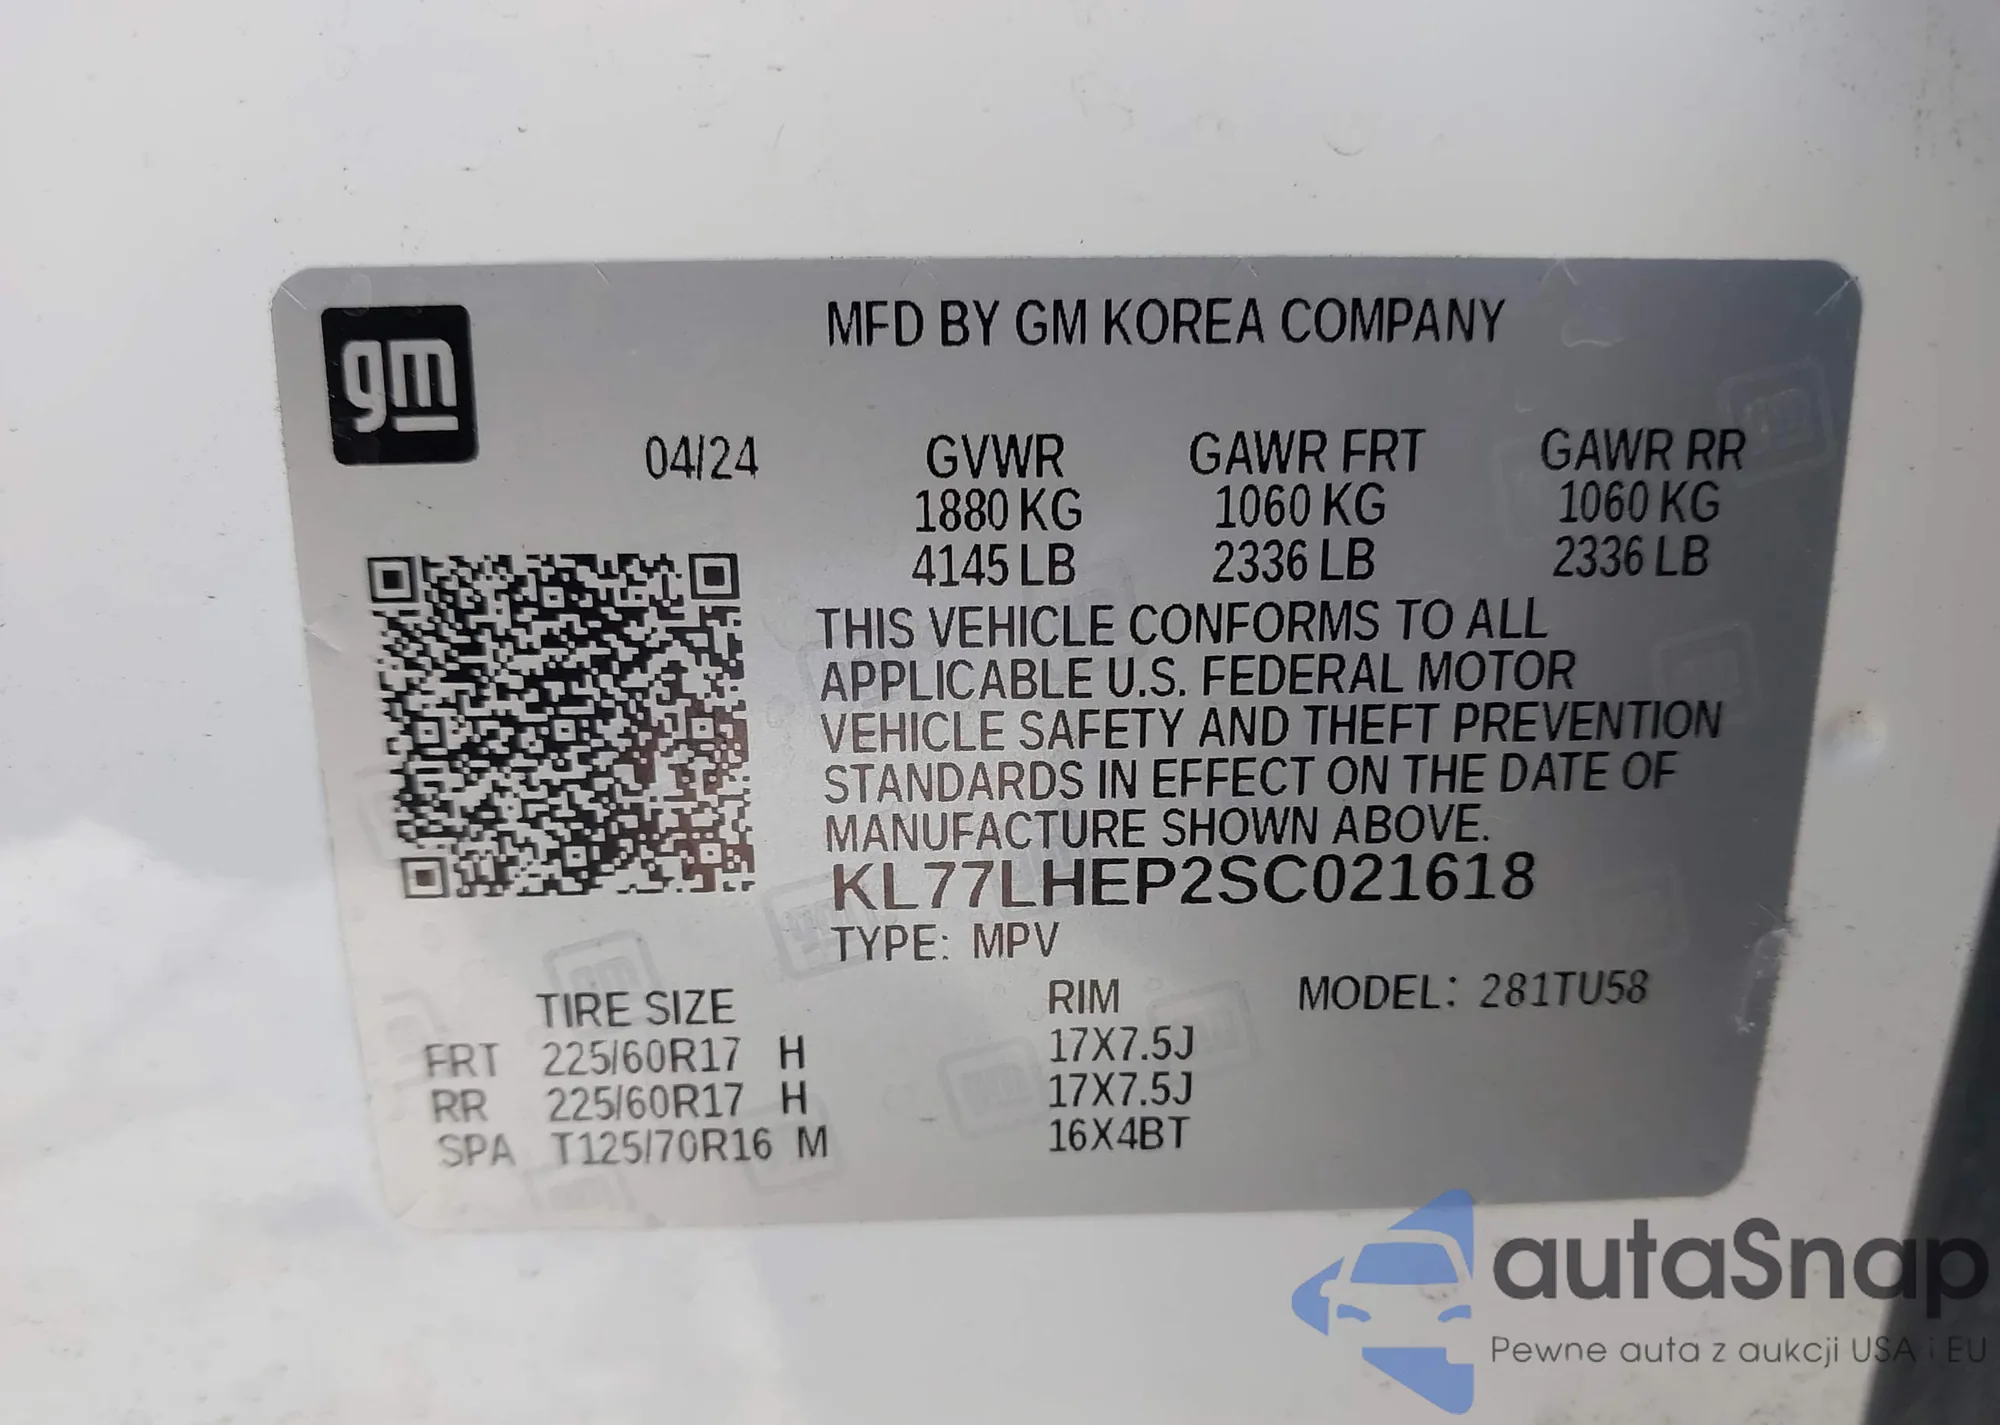 gm
MFD BY GM KOREA COMPANY
04/24 GVWR GAWR FRT GAWR RR
1880 KG 1060 KG 1060 KG
4145 LB 2336 LB 2336 LB
THIS VEHICLE CONFORMS TO ALL
APPLICABLE U.S. FEDERAL MOTOR
VEHICLE SAFETY AND THEFT PREVENTION
STANDARDS IN EFFECT ON THE DATE OF
MANUFACTURE SHOWN ABOVE.
KL77LHEP2SC021618
TYPE: MPV
TIRE SIZE RIM MODEL: 281TU58
FRT 225/60R17 H 17X7.5J
RR 225/60R17 H 17X7.5J
SPA T125/70R16 M 16X4BT
autaSnap
Pewne auta z aukcji USA i EU